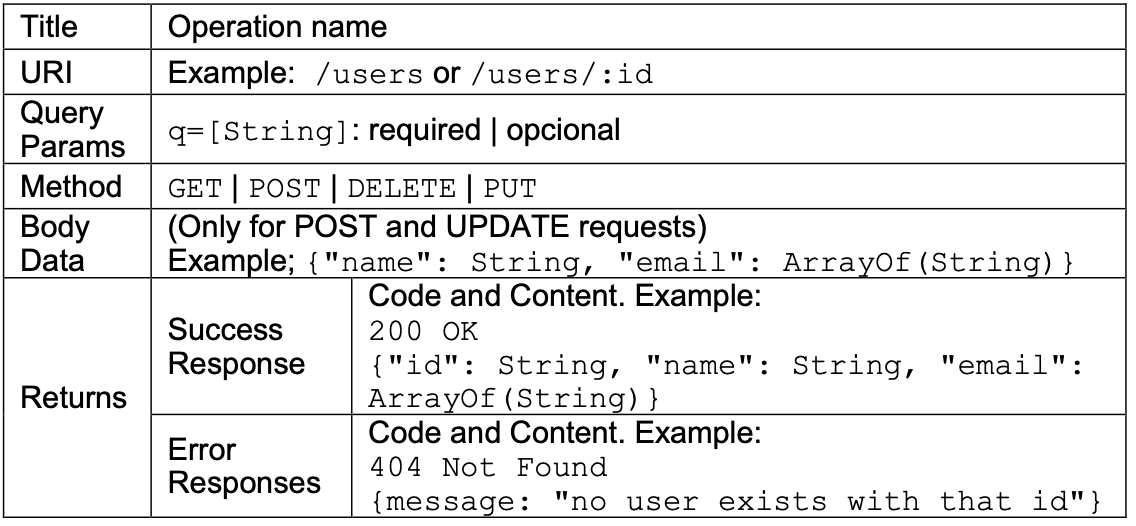 Title Operation name
URI Example: /users or /users/:id
Query
Params
q=[String]: required | opcional
Method GET | POST | DELETE | PUT
Body
Data
(Only for POST and UPDATE requests)
Example; {"name": String, "email": ArrayOf(String)}
Returns
Success
Response
Code and Content. Example:
200 OK
{"id": String, "name": String, "email":
ArrayOf(String)}
Error
Responses
Code and Content. Example:
404 Not Found
{message: "no user exists with that id"}